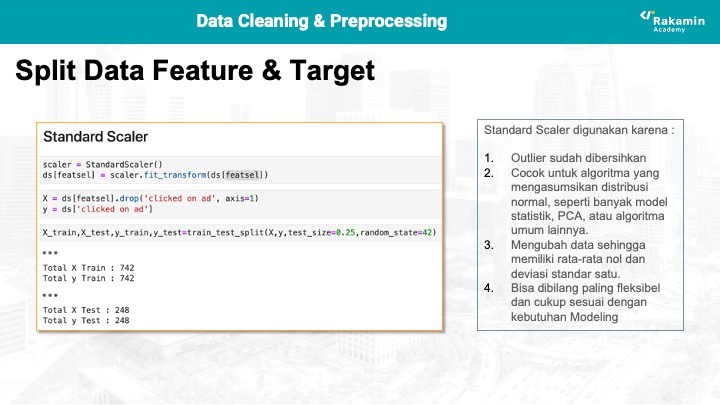 Data Cleaning & Preprocessing
Rakamin
Academy
Split Data Feature & Target
Standard Scaler
scaler = StandardScaler()
ds[featsel] = scaler.fit_transform(ds[featsel])
X = ds[featsel].drop('clicked on ad', axis=1)
y = ds['clicked on ad']
X_train,X_test,y_train,y_test=train_test_split(X,y,test_size=0.25,random_state=42)
•••
Total X Train : 742
Total y Train : 742
•••
Total X Test : 248
Total y Test : 248
Standard Scaler digunakan karena :
1. Outlier sudah dibersihkan
2. Cocok untuk algoritma yang
mengasumsikan distribusi
normal, seperti banyak model
statistik, PCA, atau algoritma
umum lainnya.
3. Mengubah data sehingga
memiliki rata-rata nol dan
deviasi standar satu.
4. Bisa dibilang paling fleksibel
dan cukup sesuai dengan
kebutuhan Modeling